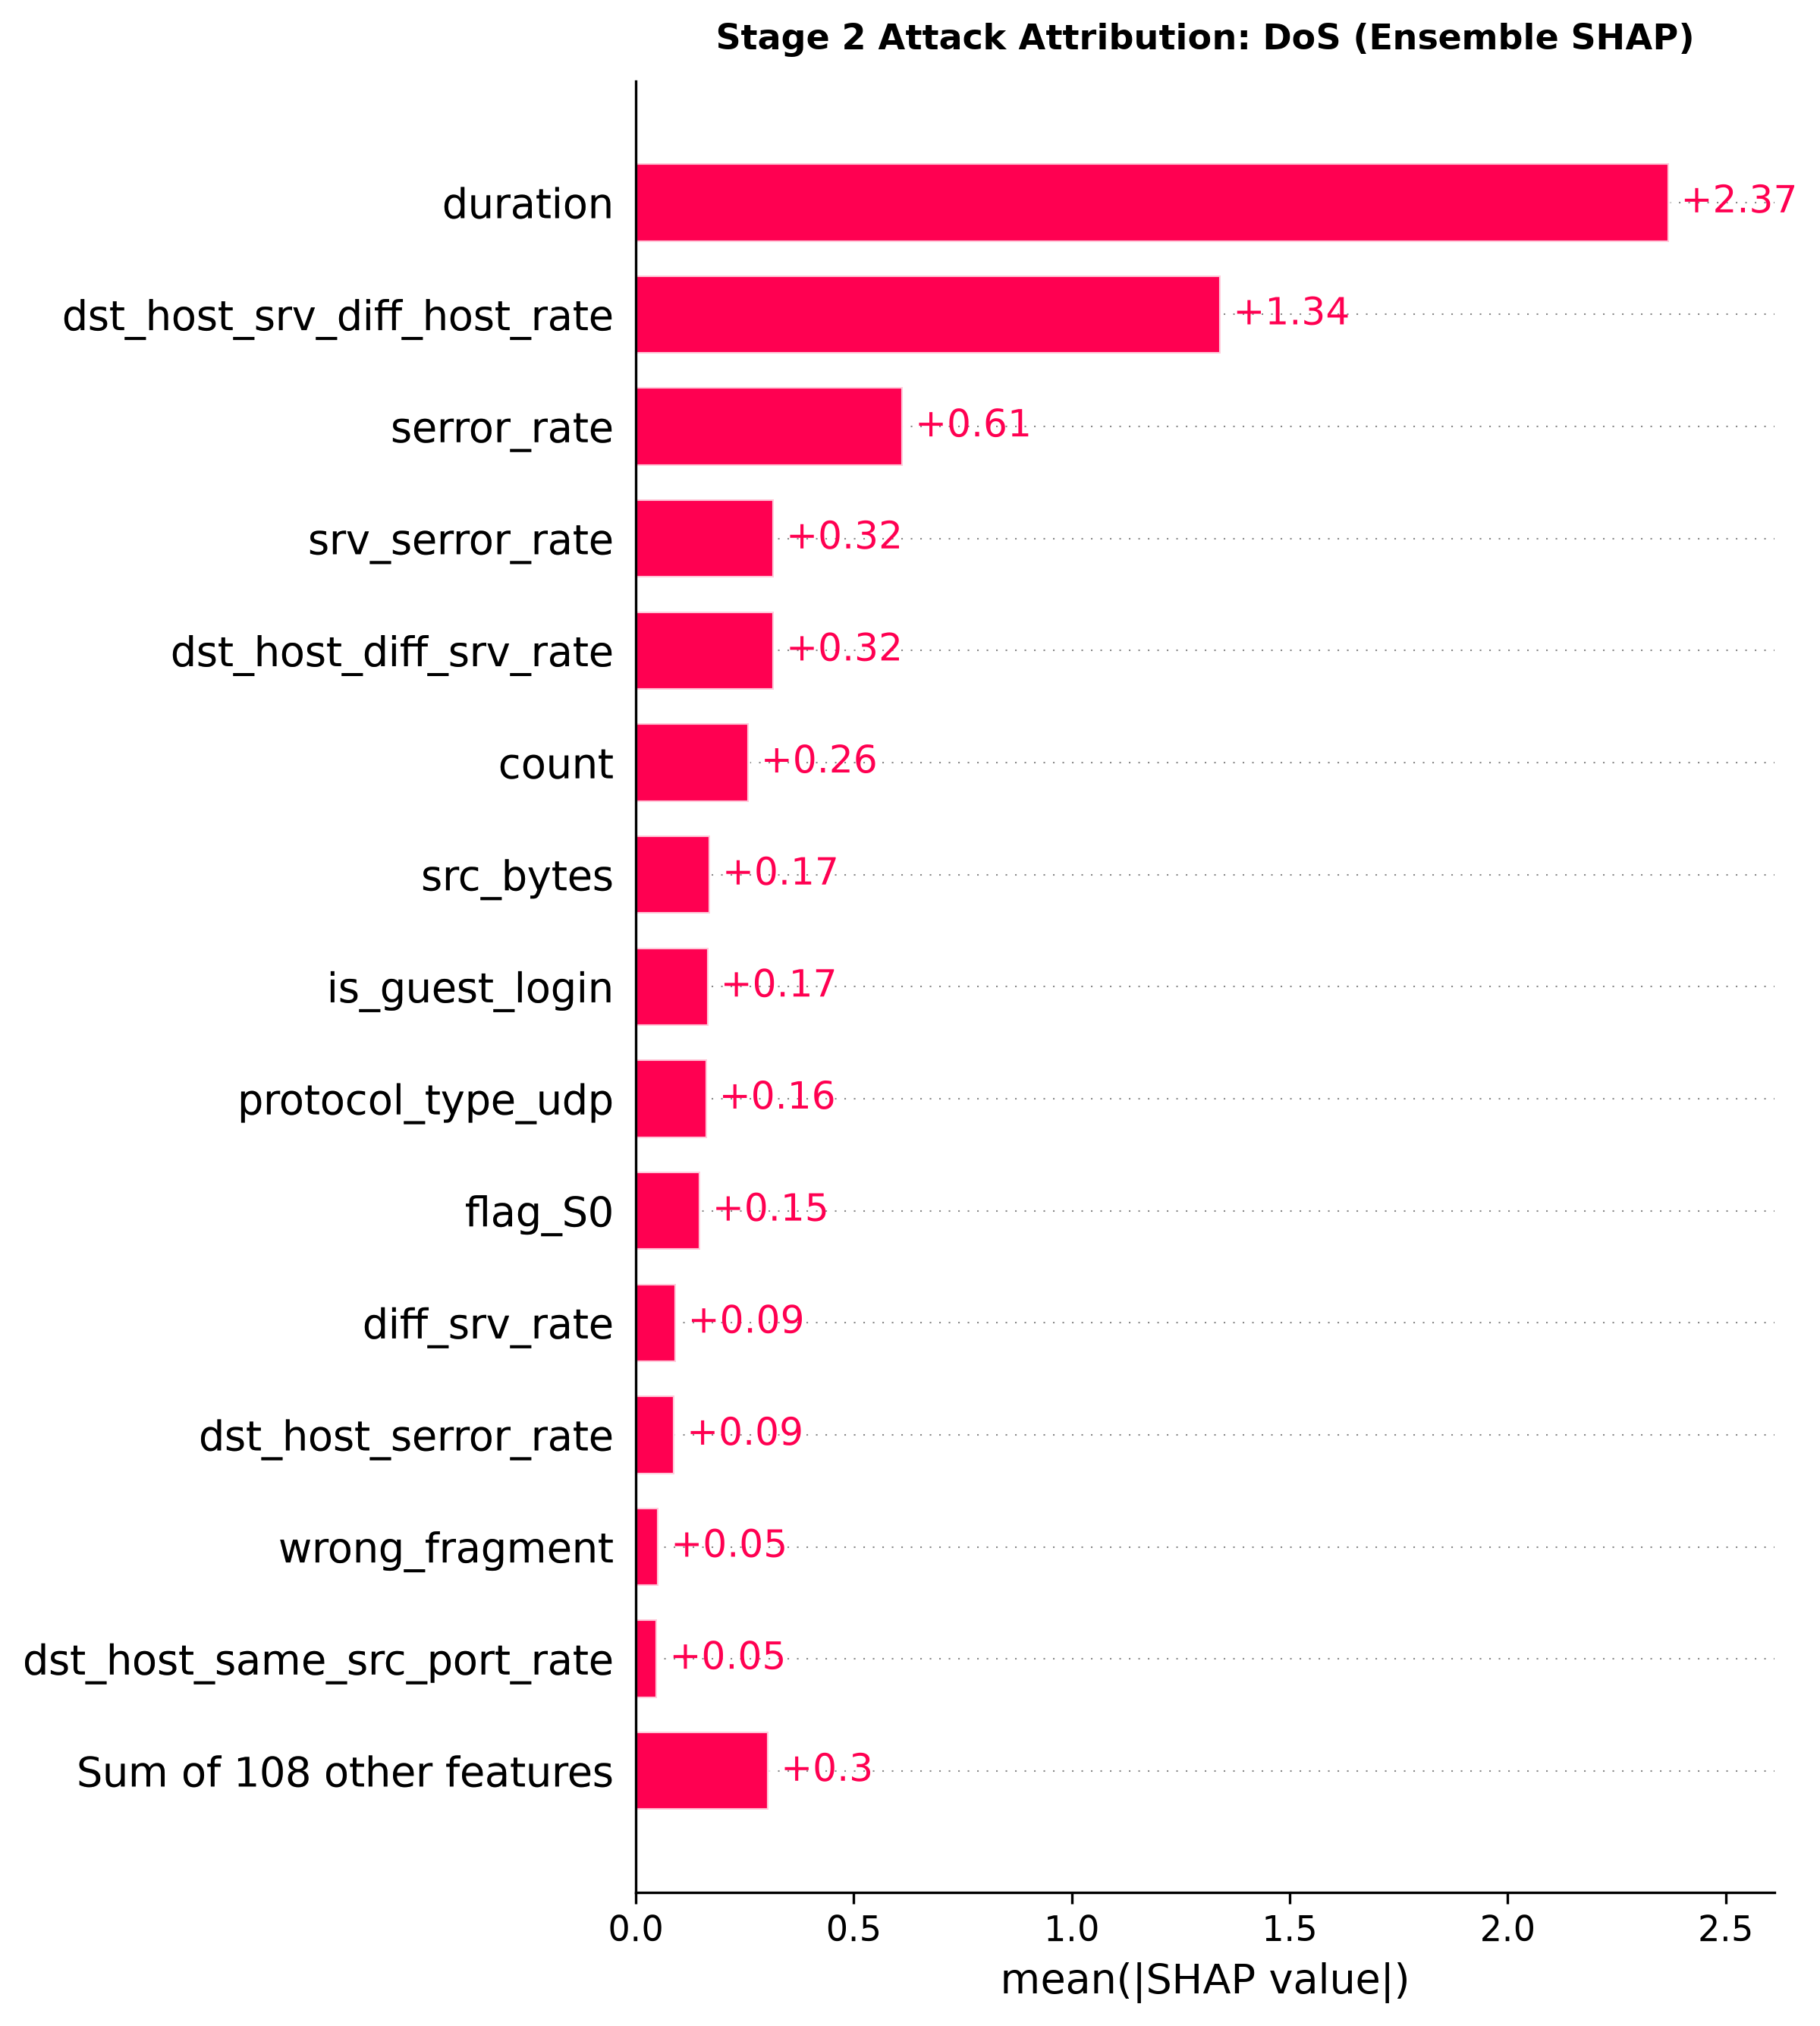 Stage 2 Attack Attribution: DoS (Ensemble SHAP)
duration +2.37
dst_host_srv_diff_host_rate +1.34
serror_rate +0.61
srv_serror_rate +0.32
dst_host_diff_srv_rate +0.32
count +0.26
src_bytes +0.17
is_guest_login +0.17
protocol_type_udp +0.16
flag_S0 +0.15
diff_srv_rate +0.09
dst_host_serror_rate +0.09
wrong_fragment +0.05
dst_host_same_src_port_rate +0.05
Sum of 108 other features +0.3
0.0 0.5 1.0 1.5 2.0 2.5
mean(|SHAP value|)